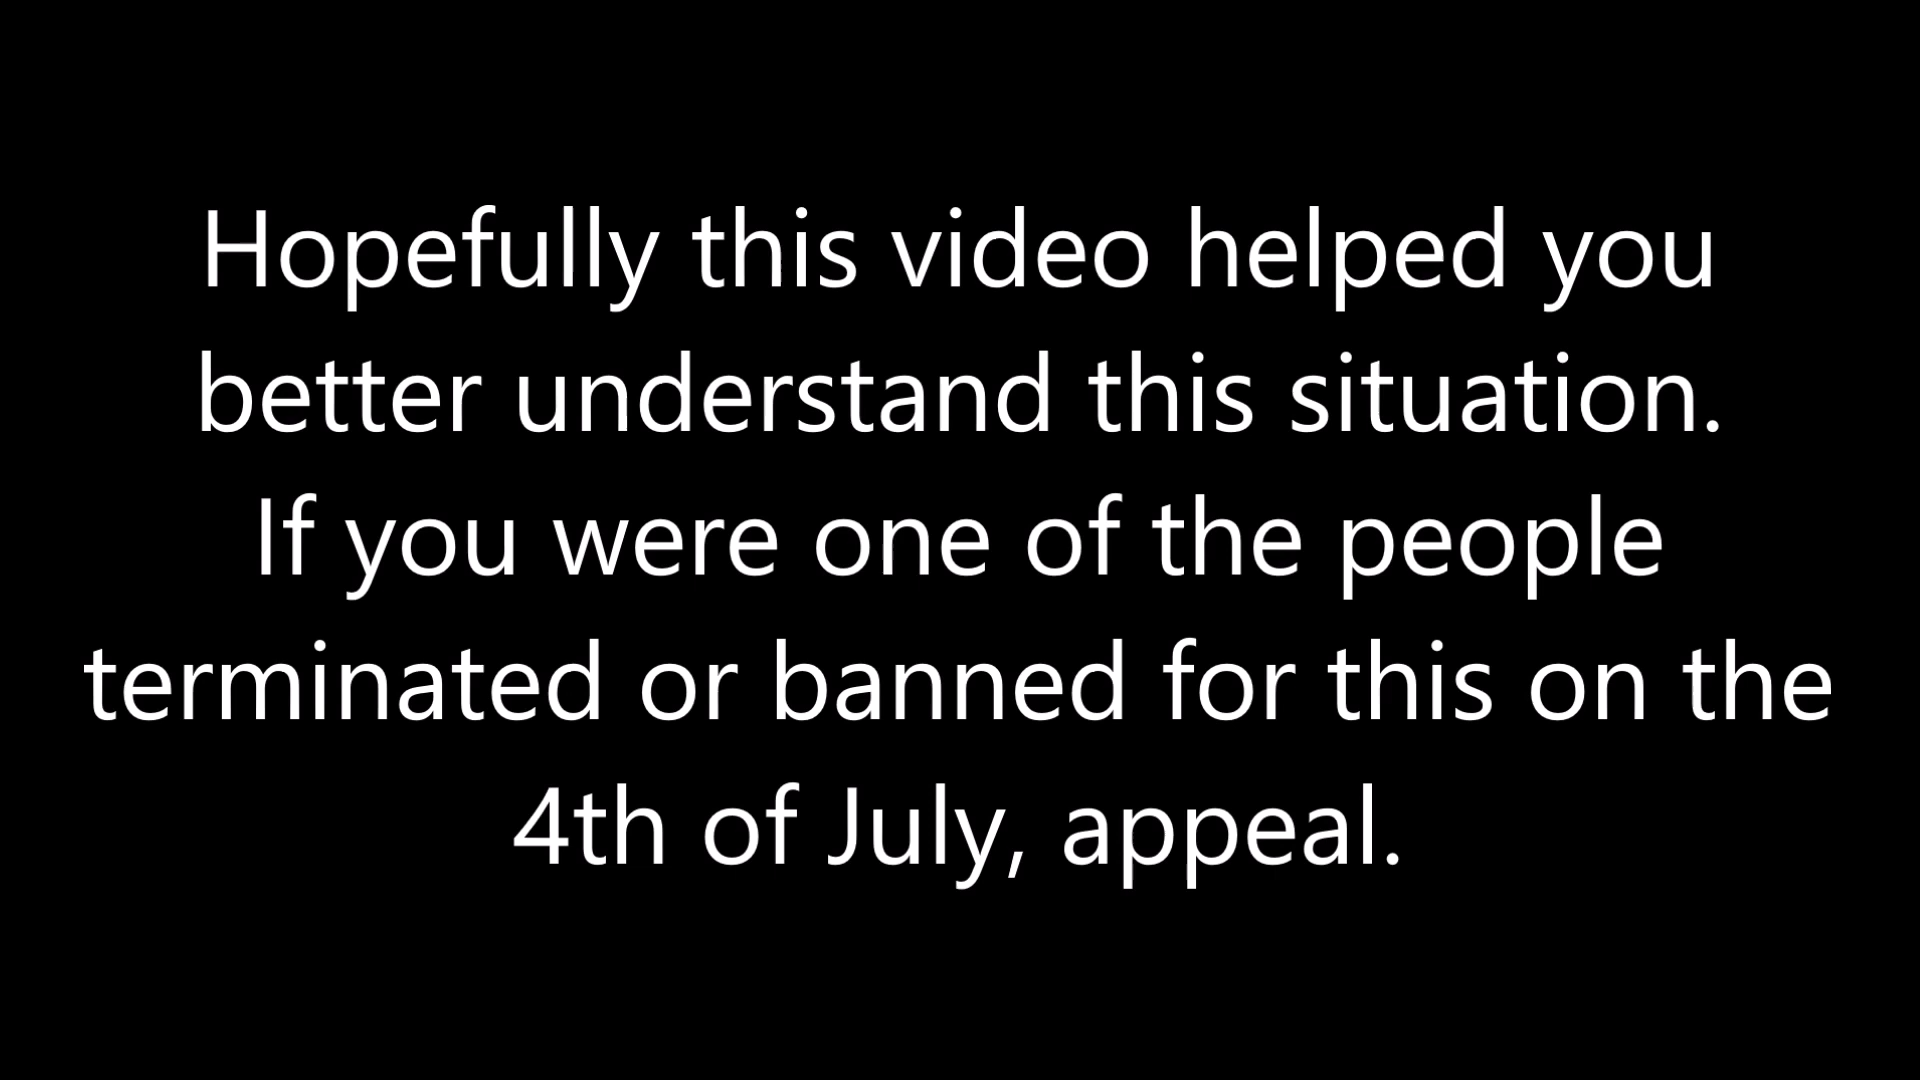 Hopefully this video helped you
better understand this situation.
If you were one of the people
terminated or banned for this on the
4th of July, appeal.